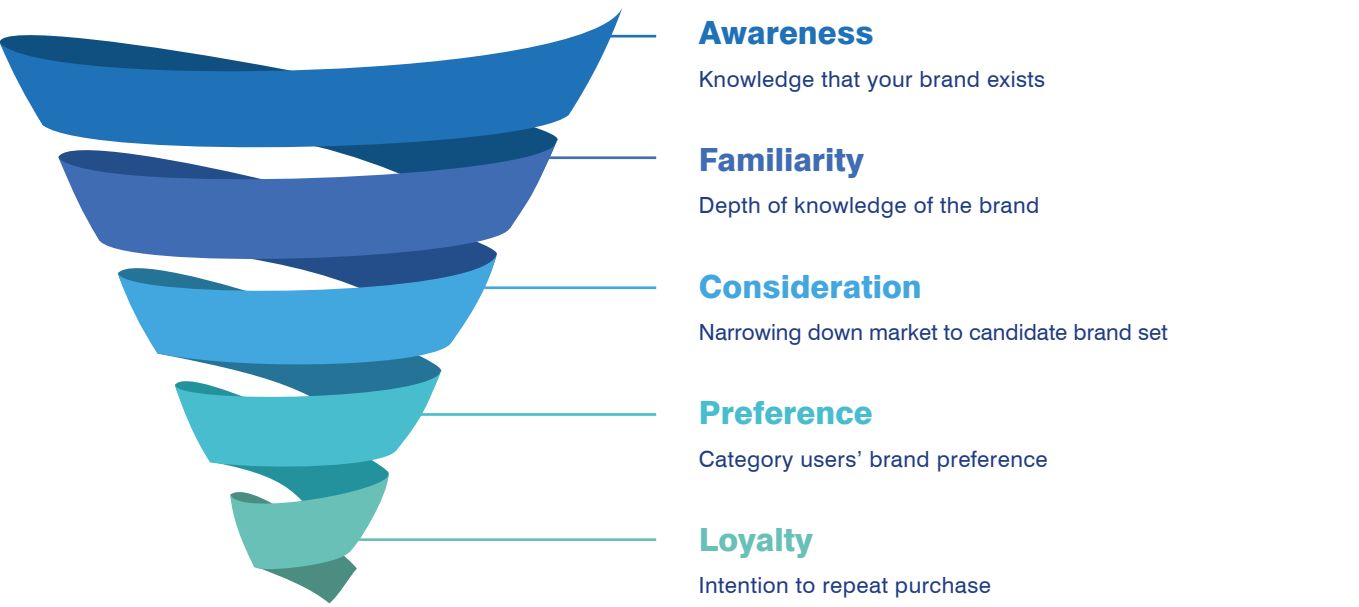 Awareness
Knowledge that your brand exists
Familiarity
Depth of knowledge of the brand
Consideration
Narrowing down market to candidate brand set
Preference
Category users’ brand preference
Loyalty
Intention to repeat purchase